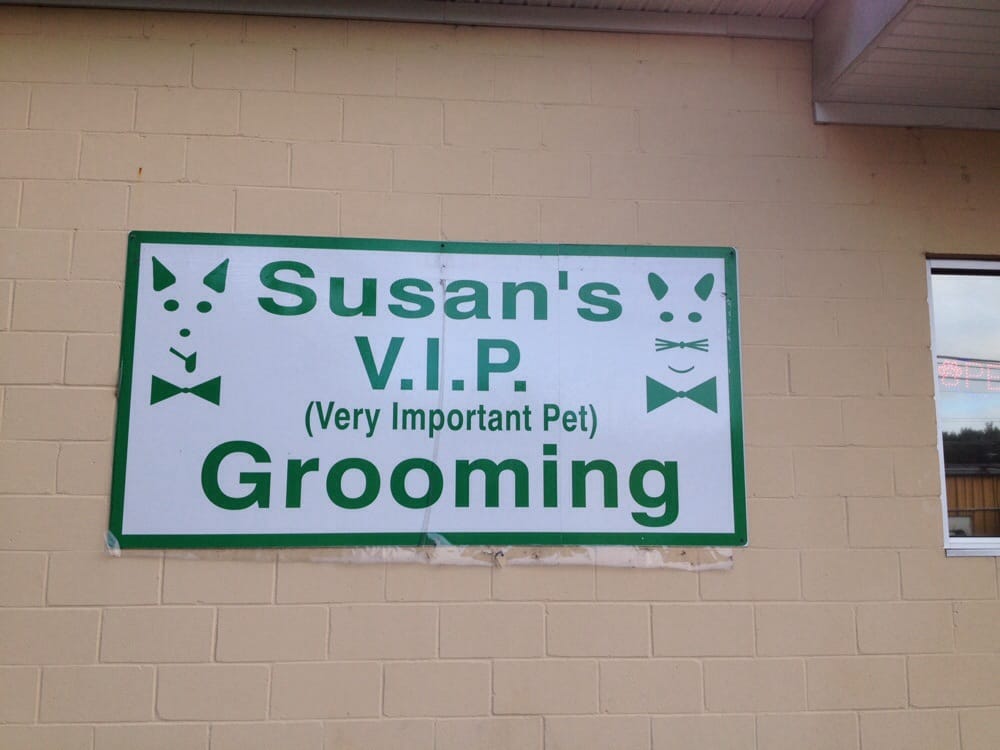 Susan's
V.I.P.
(Very Important Pet)
Grooming